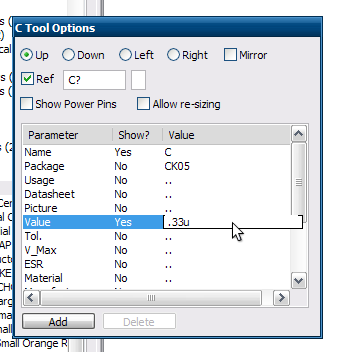 C Tool Options
Up Down Left Right Mirror
Ref C?
Show Power Pins Allow re-sizing
Parameter Show? Value
Name Yes C
Package No CK05
Usage No ..
Datasheet No ..
Picture No ..
Value Yes .33u
Tol. No ..
V_Max No ..
ESR No ..
Material No ..
Add Delete
Small Orange R